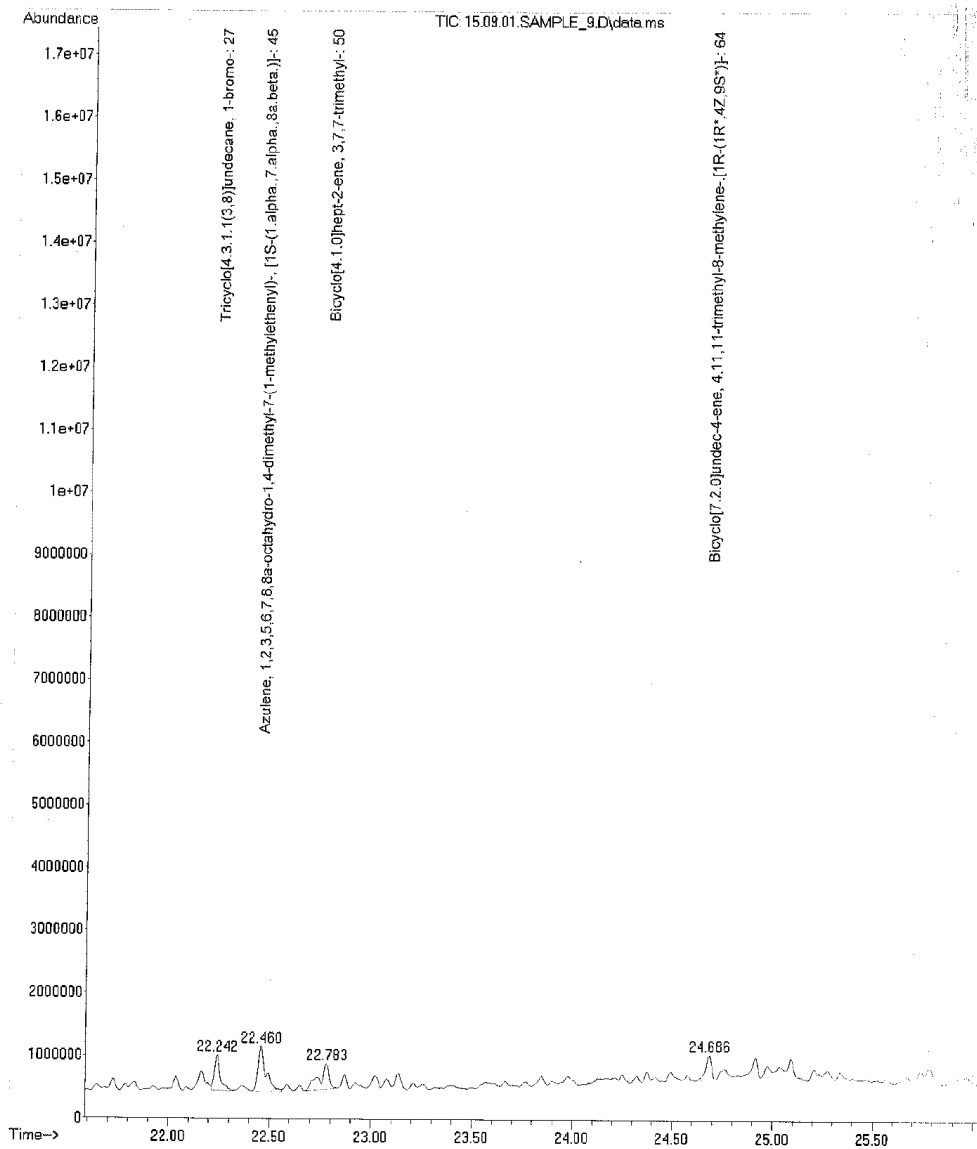 Abundance
TIC: 15.09.01.SAMPLE_9.D\data.ms
1.7e+07
1.6e+07
1.5e+07
1.4e+07
1.3e+07
1.2e+07
1.1e+07
1e+07
9000000
8000000
7000000
6000000
5000000
4000000
3000000
2000000
1000000
0
Tricyclo[4.3.1.1(3,8)]undecane, 1-bromo-: 27
Azulene, 1,2,3,5,6,7,8,8a-octahydro-1,4-dimethyl-7-(1-methylethenyl)-, [1S-(1.alpha.,7.alpha.,8a.beta.)]-: 45
Bicyclo[4.1.0]hept-2-ene, 3,7,7-trimethyl-: 50
Bicyclo[7.2.0]undec-4-ene, 4,11,11-trimethyl-8-methylene-,[1R-(1R*,4Z,9S*)]-: 64
22.242
22.460
22.783
24.686
Time-->
22.00
22.50
23.00
23.50
24.00
24.50
25.00
25.50